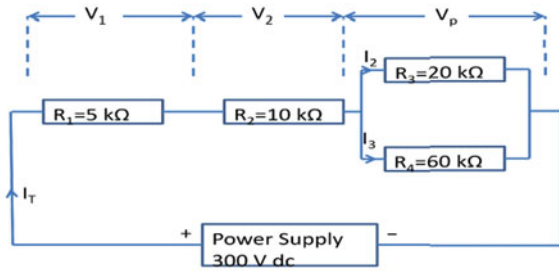 V₁ V₂ Vₚ
I₂
R₃=20 kΩ
R₁=5 kΩ R₂=10 kΩ
I₃
R₄=60 kΩ
I_T
+ Power Supply −
300 V dc